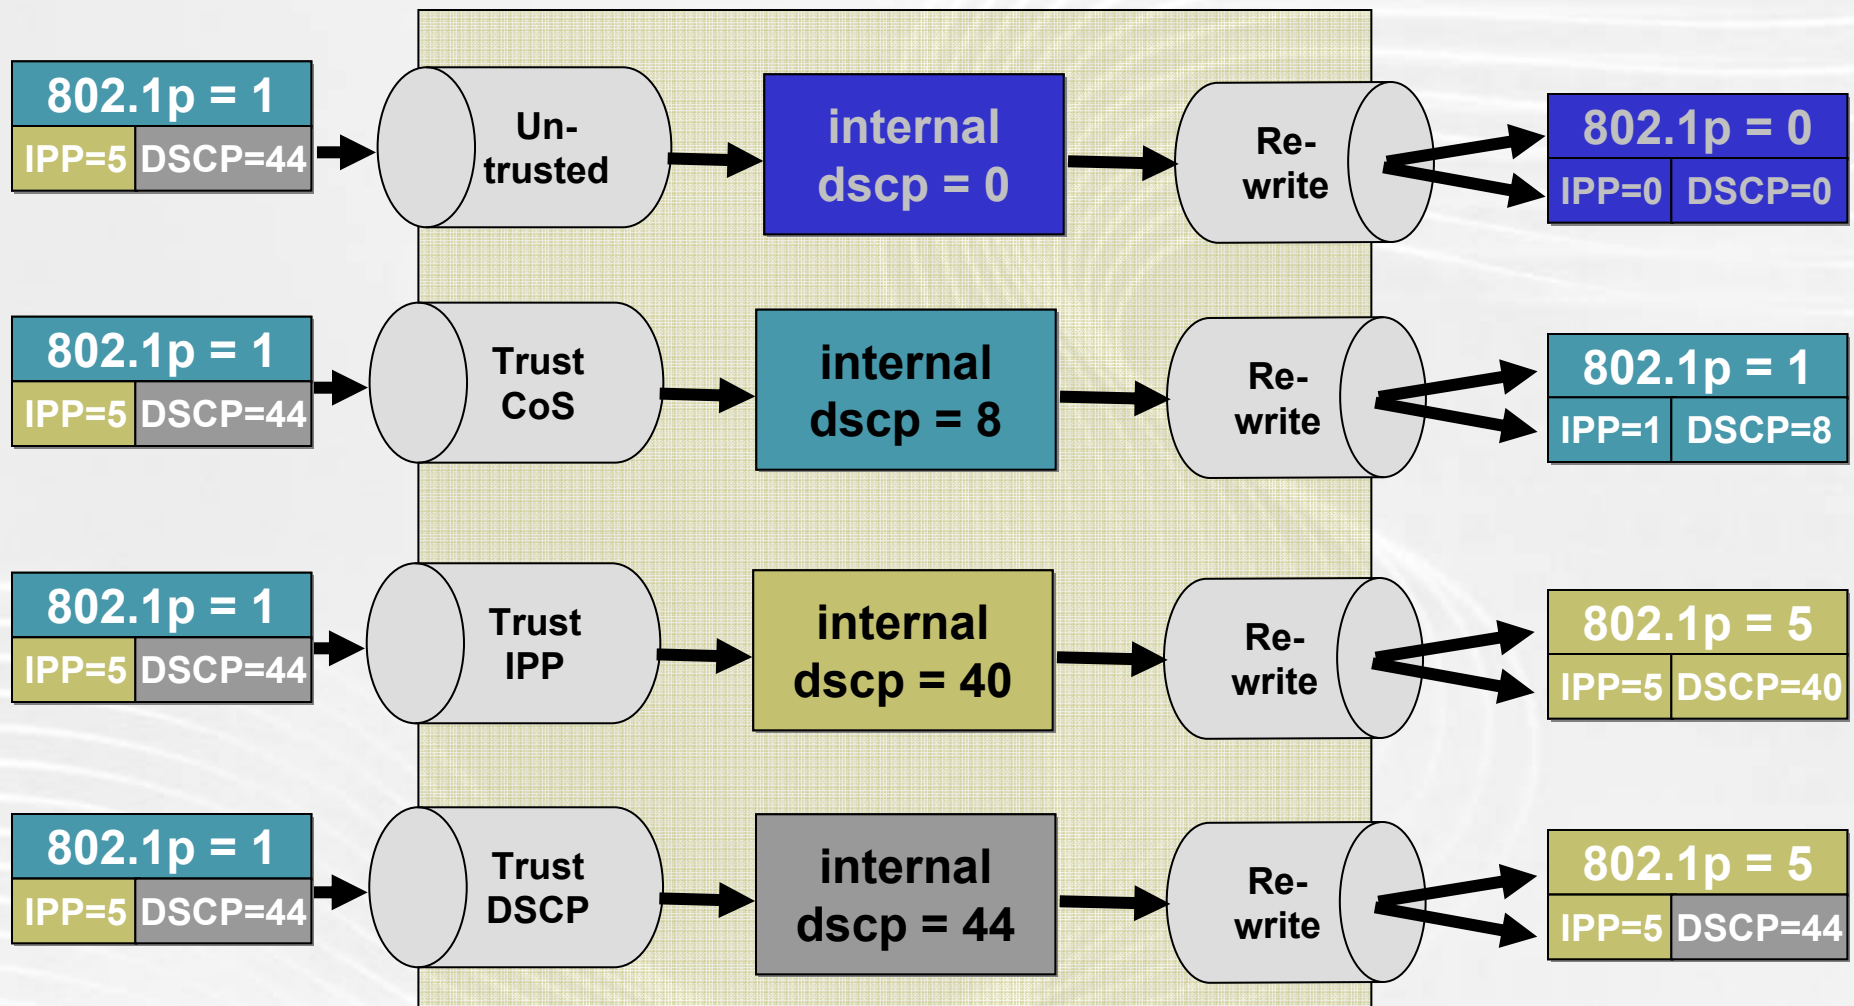 802.1p = 1
IPP=5 DSCP=44
Un-
trusted
internal
dscp = 0
Re-
write
802.1p = 0
IPP=0 DSCP=0
802.1p = 1
IPP=5 DSCP=44
Trust
CoS
internal
dscp = 8
Re-
write
802.1p = 1
IPP=1 DSCP=8
802.1p = 1
IPP=5 DSCP=44
Trust
IPP
internal
dscp = 40
Re-
write
802.1p = 5
IPP=5 DSCP=40
802.1p = 1
IPP=5 DSCP=44
Trust
DSCP
internal
dscp = 44
Re-
write
802.1p = 5
IPP=5 DSCP=44